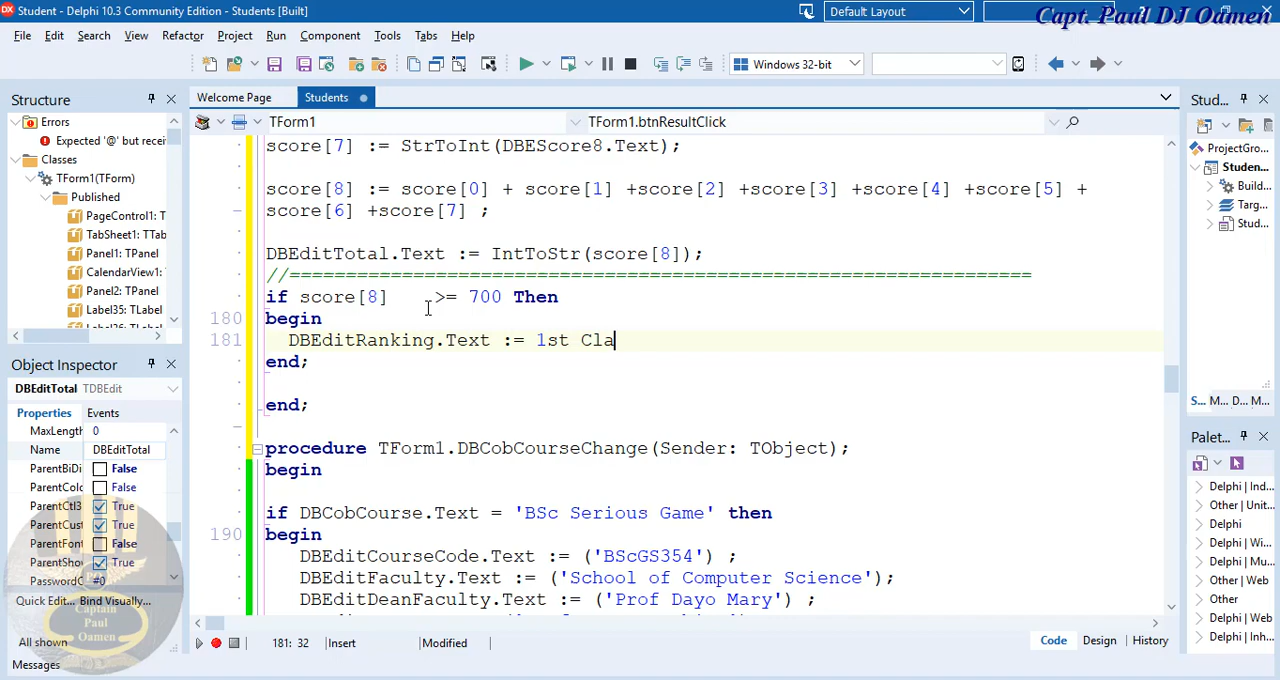 Student - Delphi 10.3 Community Edition - Students [Built]
Default Layout
Capt. Paul DJ Oamen
File Edit Search View Refactor Project Run Component Tools Tabs Help
Windows 32-bit
Structure
Welcome Page Students
Stud...
Errors
Expected '@' but recei
Classes
TForm1(TForm)
Published
PageControl1: T
TabSheet1: TTab
Panel1: TPanel
CalendarView1:
Panel2: TPanel
Label35: TLabel
TForm1
TForm1.btnResultClick
score[7] := StrToInt(DBEScore8.Text);
score[8] := score[0] + score[1] +score[2] +score[3] +score[4] +score[5] +
score[6] +score[7] ;
DBEditTotal.Text := IntToStr(score[8]);
//==================================================================
if score[8] >= 700 Then
180 begin
181 DBEditRanking.Text := 1st Cla
end;
end;
procedure TForm1.DBCobCourseChange(Sender: TObject);
begin
if DBCobCourse.Text = 'BSc Serious Game' then
190 begin
DBEditCourseCode.Text := ('BScGS354') ;
DBEditFaculty.Text := ('School of Computer Science');
DBEditDeanFaculty.Text := ('Prof Dayo Mary') ;
ProjectGro...
Studen...
Build...
Targ...
Stud...
S... M... D... M...
Object Inspector
DBEditTotal TDBEdit
Properties Events
MaxLength 0
Name DBEditTotal
ParentBiDi False
ParentColo False
ParentCtl3 True
ParentCust True
ParentFont False
ParentShow True
PasswordC #0
Quick Edit... Bind Visually...
All shown
Captain
Paul
Oamen
Messages
181: 32 Insert Modified
Code Design History
Palet...
Delphi | Ind...
Other | Uni...
Delphi
Delphi | Wi...
Delphi | Mu...
Other | Web
Other
Delphi | Web
Delphi | Inh...